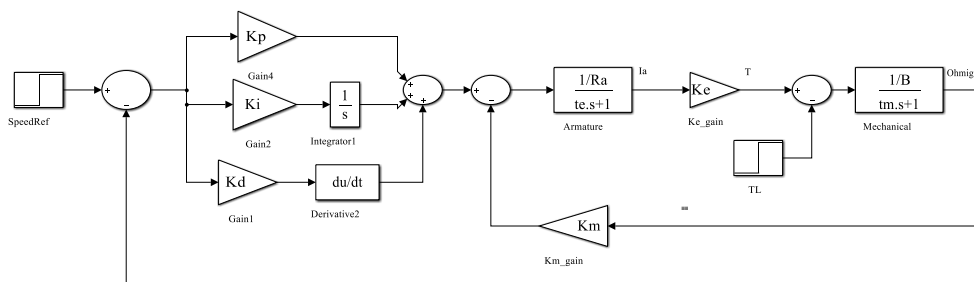 SpeedRef
+
-
Kp
Gain4
Ki
Gain2
1
s
Integrator1
Kd
Gain1
du/dt
Derivative2
+
+
+
+
-
1/Ra
te.s+1
Armature
Ia
Ke
Ke_gain
T
+
-
TL
1/B
tm.s+1
Mechanical
Ohmig
Km
Km_gain